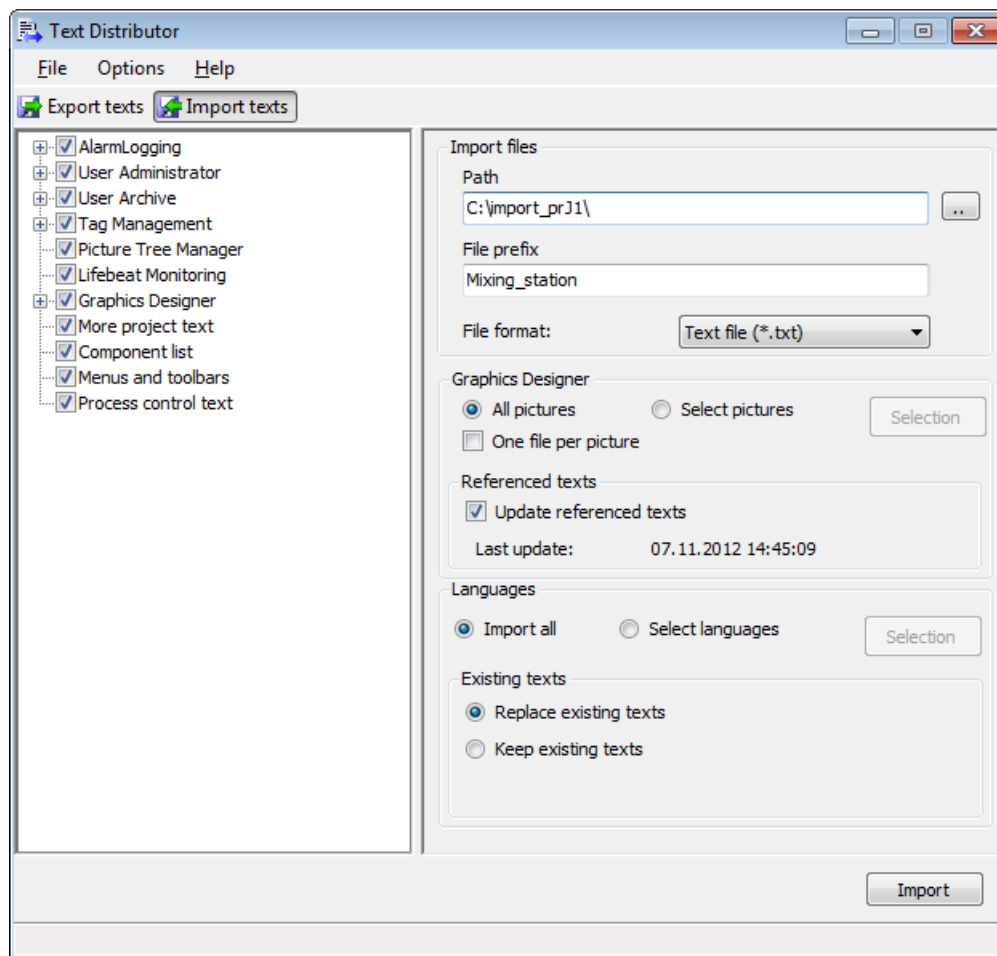 Text Distributor
File Options Help
Export texts Import texts
AlarmLogging
User Administrator
User Archive
Tag Management
Picture Tree Manager
Lifebeat Monitoring
Graphics Designer
More project text
Component list
Menus and toolbars
Process control text
Import files
Path
C:\import_prJ1\
..
File prefix
Mixing_station
File format: Text file (*.txt)
Graphics Designer
All pictures Select pictures Selection
One file per picture
Referenced texts
Update referenced texts
Last update: 07.11.2012 14:45:09
Languages
Import all Select languages Selection
Existing texts
Replace existing texts
Keep existing texts
Import